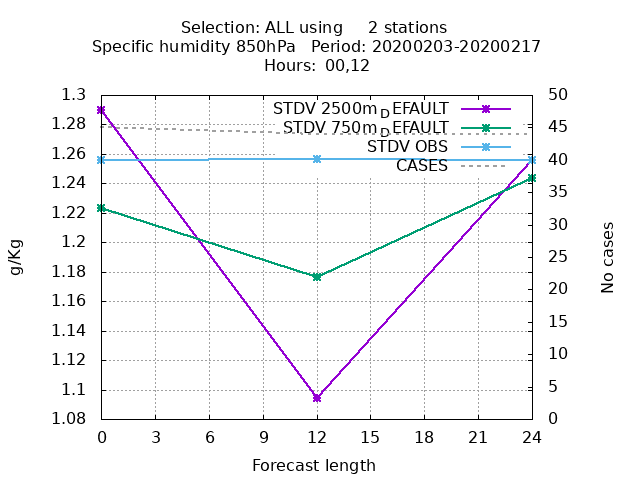 Selection: ALL using 2 stations
Specific humidity 850hPa Period: 20200203-20200217
Hours: 00,12
STDV 2500m_DEFAULT
STDV 750m_DEFAULT
STDV OBS
CASES
1.3
1.28
1.26
1.24
1.22
1.2
1.18
1.16
1.14
1.12
1.1
1.08
50
45
40
35
30
25
20
15
10
5
0
g/Kg
No cases
0 3 6 9 12 15 18 21 24
Forecast length